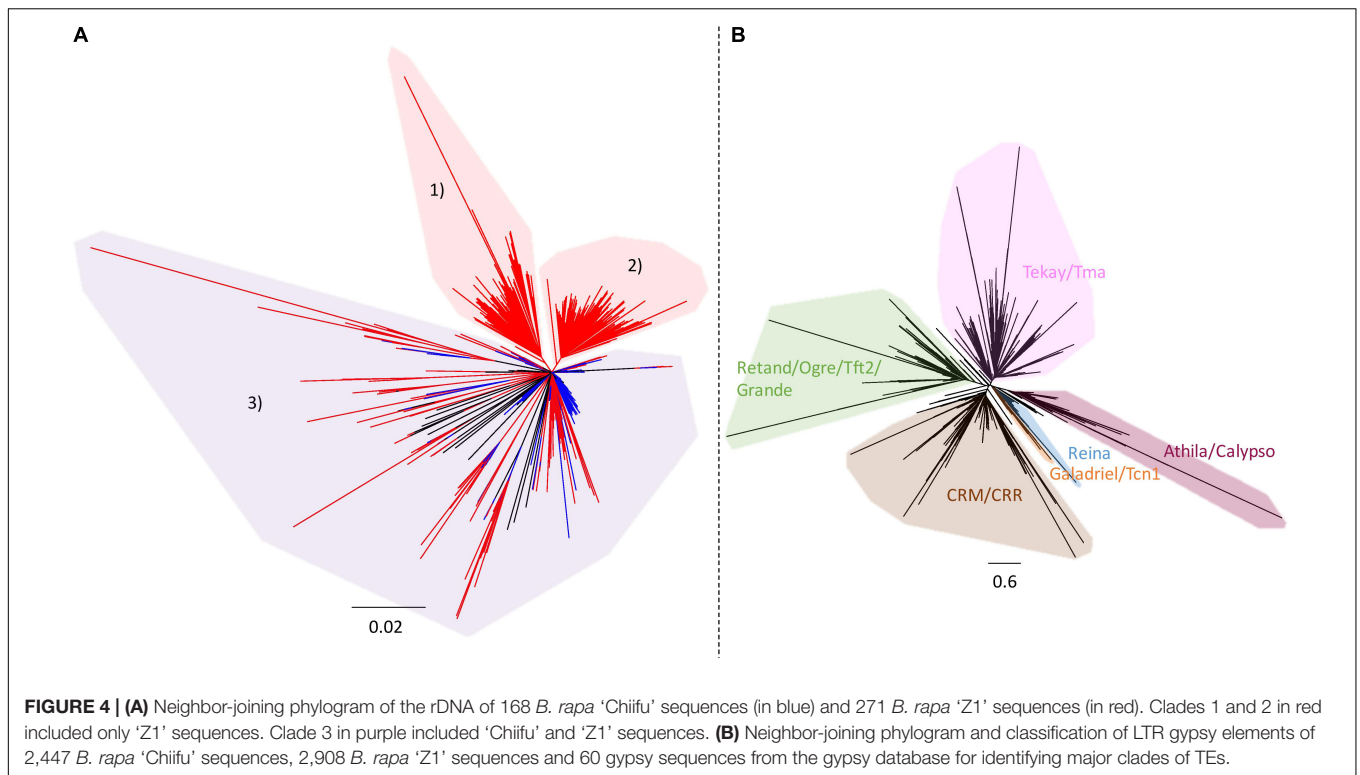 A
1)
2)
3)
0.02
B
Tekay/Tma
Retand/Ogre/Tft2/
Grande
Reina
Athila/Calypso
Galadriel/Tcn1
CRM/CRR
0.6
FIGURE 4 | (A) Neighbor-joining phylogram of the rDNA of 168 B. rapa ‘Chiifu’ sequences (in blue) and 271 B. rapa ‘Z1’ sequences (in red). Clades 1 and 2 in red
included only ‘Z1’ sequences. Clade 3 in purple included ‘Chiifu’ and ‘Z1’ sequences. (B) Neighbor-joining phylogram and classification of LTR gypsy elements of
2,447 B. rapa ‘Chiifu’ sequences, 2,908 B. rapa ‘Z1’ sequences and 60 gypsy sequences from the gypsy database for identifying major clades of TEs.